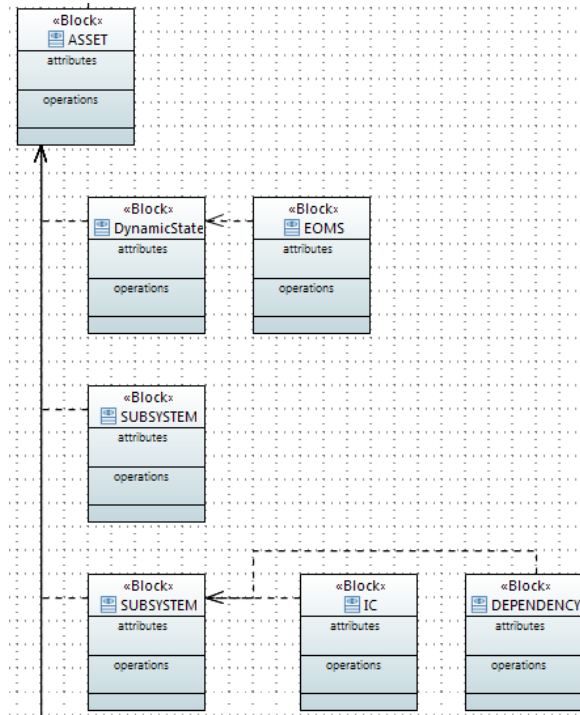 «Block»
ASSET
attributes
operations
«Block»
DynamicState
attributes
operations
«Block»
EOMS
attributes
operations
«Block»
SUBSYSTEM
attributes
operations
«Block»
SUBSYSTEM
attributes
operations
«Block»
IC
attributes
operations
«Block»
DEPENDENCY
attributes
operations